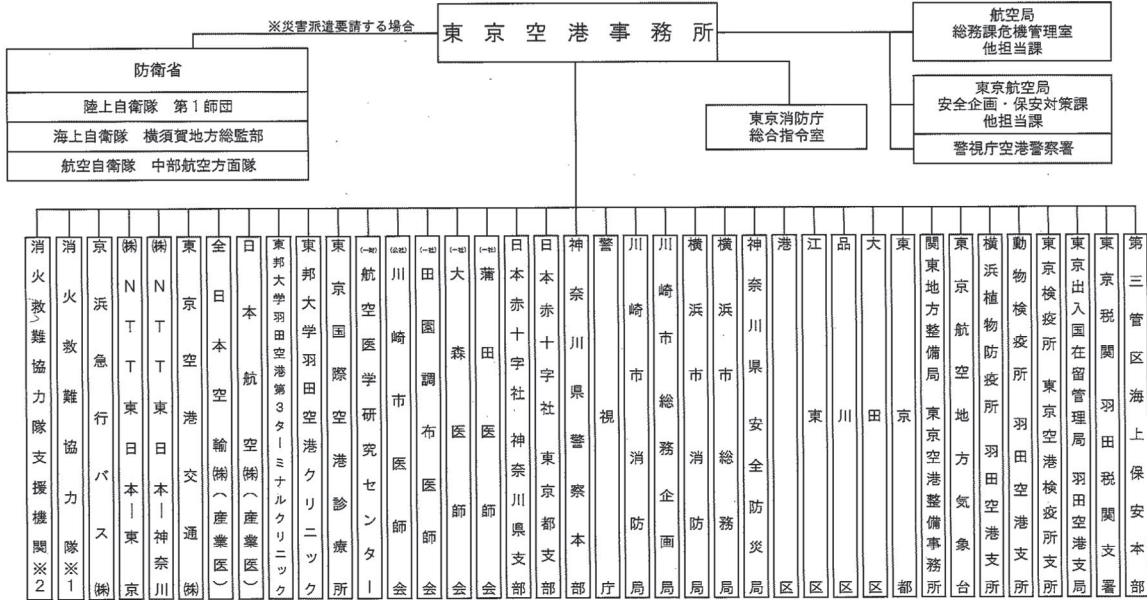 ※災害派遣要請する場合
東京空港事務所
航空局
総務課危機管理室
他担当課
防衛省
陸上自衛隊 第1師団
海上自衛隊 横須賀地方総監部
航空自衛隊 中部航空方面隊
東京消防庁
総合指令室
東京航空局
安全企画・保安対策課
他担当課
警視庁空港警察署
消火救難協力隊支援機関※2
消火救難協力隊※1
京浜急行バス㈱
㈱NTT東日本―東京
㈱NTT東日本―神奈川
東京空港交通㈱
全日本空輸㈱(産業医)
日本航空㈱(産業医)
東邦大学羽田空港第3ターミナルクリニック
東邦大学羽田空港クリニック
東京国際空港診療所
(一財)航空医学研究センター
(公社)川崎市医師会
(一社)田園調布医師会
(一社)大森医師会
(一社)蒲田医師会
日本赤十字社 神奈川県支部
日本赤十字社 東京都支部
神奈川県警察本部
警視庁
川崎市消防局
川崎市総務企画局
横浜市消防局
横浜市総務局
神奈川県安全防災局
港区
江東区
品川区
大田区
東京都
関東地方整備局 東京空港整備事務所
東京航空地方気象台
横浜植物防疫所 羽田空港支所
動物検疫所 羽田空港支所
東京検疫所 東京空港検疫所支所
東京出入国在留管理局 羽田空港支局
東京税関 羽田税関支署
第三管区海上保安本部